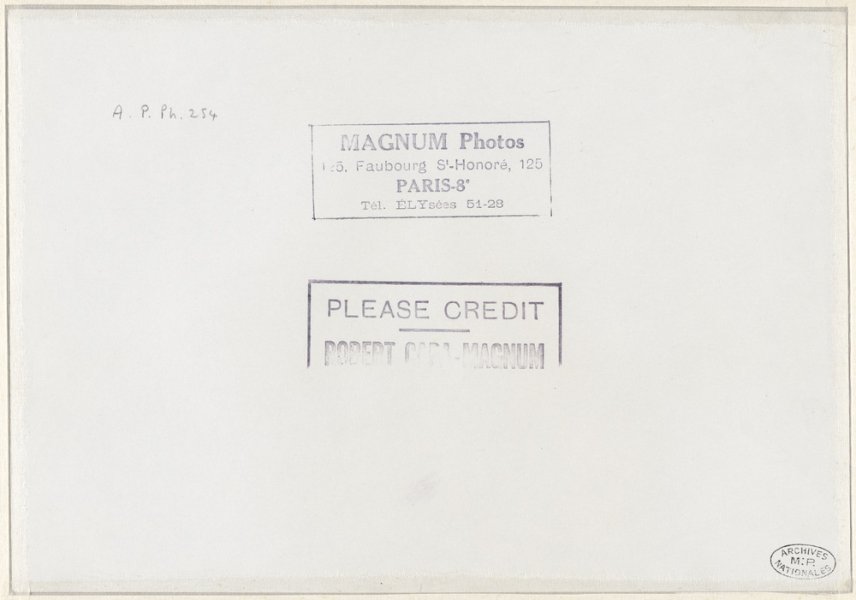 A. P. Ph. 254
MAGNUM Photos
125, Faubourg St-Honoré, 125
PARIS-8e
Tél. ÉLYsées 51-28
PLEASE CREDIT
ROBERT CAPA-MAGNUM
ARCHIVES
M.P.
NATIONALES